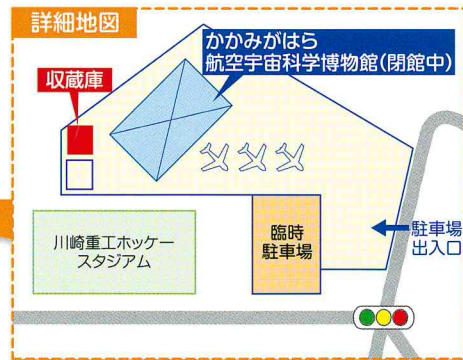 詳細地図
かかみがはら
航空宇宙科学博物館(閉館中)
収蔵庫
川崎重工ホッケー
スタジアム
臨時
駐車場
駐車場
出入口